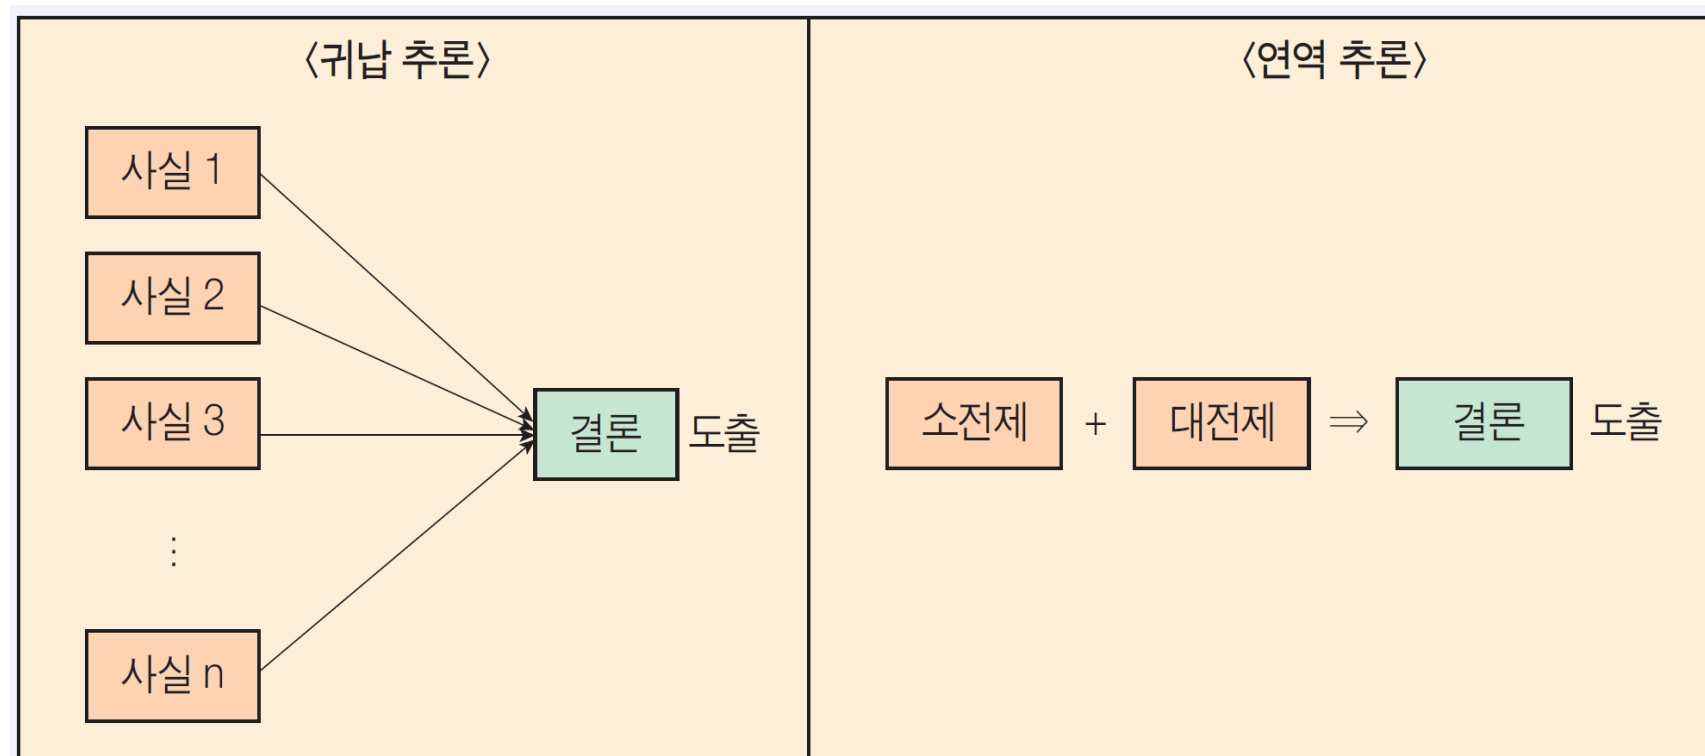 〈귀납 추론〉
사실 1
사실 2
사실 3
⋮
사실 n
결론 도출
〈연역 추론〉
소전제 + 대전제 ⇒ 결론 도출